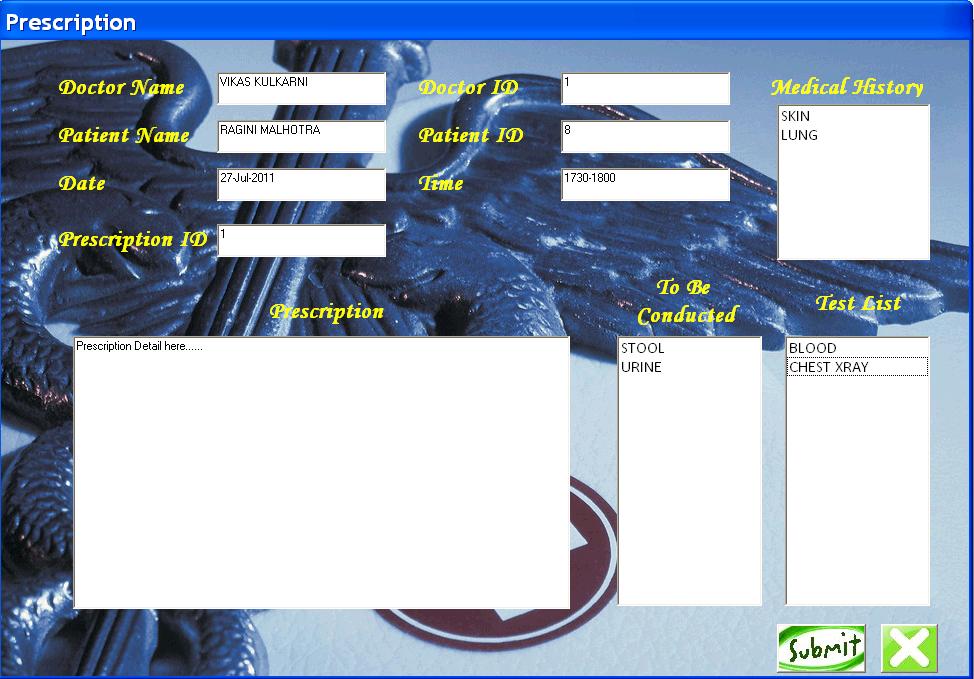 Prescription
Doctor Name VIKAS KULKARNI Doctor ID 1 Medical History
SKIN
LUNG
Patient Name RAGINI MALHOTRA Patient ID 8
Date 27-Jul-2011 Time 1730-1800
Prescription ID 1
Prescription
To Be
Conducted
Test List
Prescription Detail here......
STOOL
URINE
BLOOD
CHEST XRAY
Submit